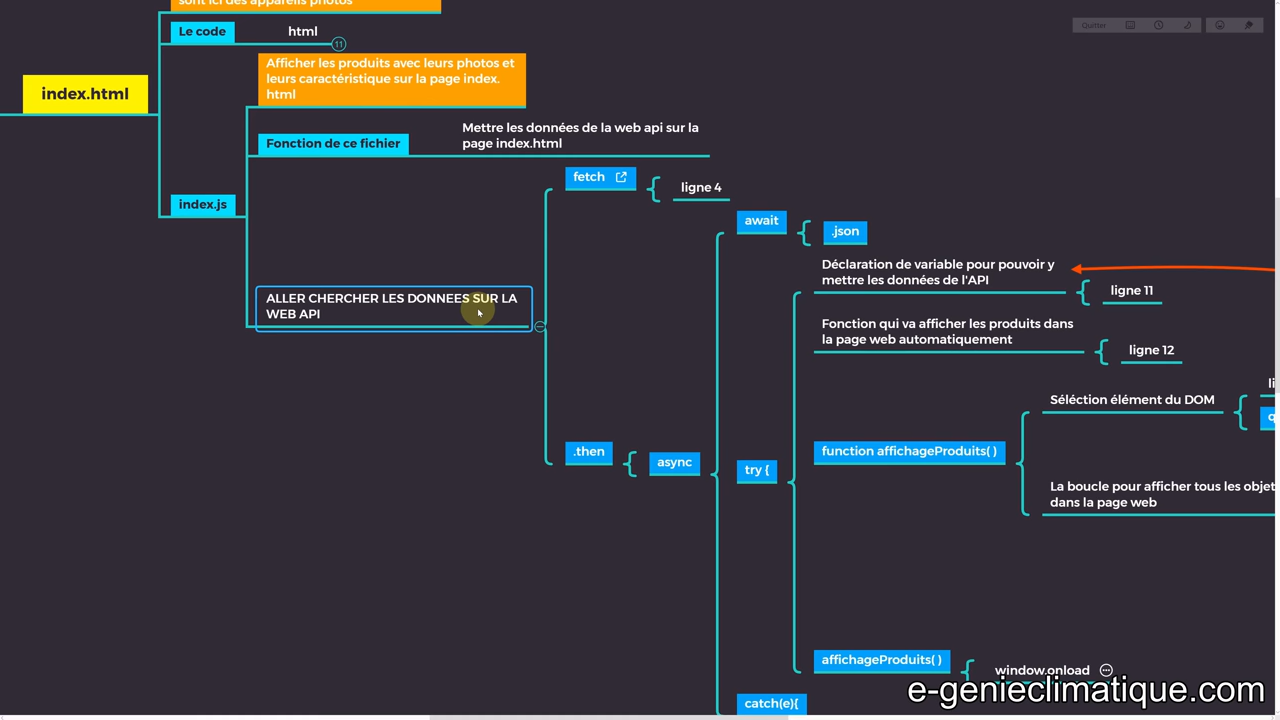 sont ici des appareils photos
Le code
html
11
Quitter
Afficher les produits avec leurs photos et
leurs caractéristique sur la page index.
html
index.html
Fonction de ce fichier
Mettre les données de la web api sur la
page index.html
fetch
ligne 4
index.js
await
.json
Déclaration de variable pour pouvoir y
mettre les données de l'API
ligne 11
ALLER CHERCHER LES DONNEES SUR LA
WEB API
Fonction qui va afficher les produits dans
la page web automatiquement
ligne 12
Séléction élément du DOM
li
q
.then
async
try {
function affichageProduits( )
La boucle pour afficher tous les objet
dans la page web
affichageProduits( )
window.onload
catch(e){
e-genieclimatique.com